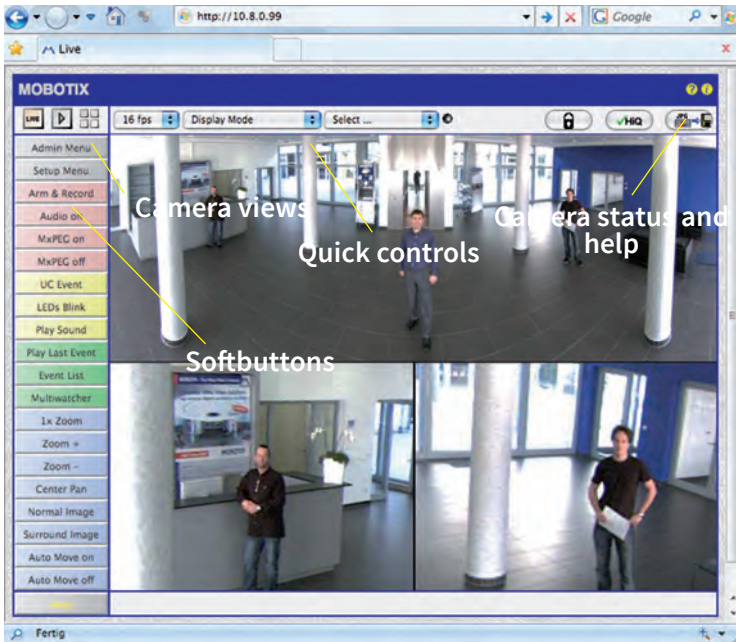 http://10.8.0.99
Google
Live
MOBOTIX
LIVE
16 fps
Display Mode
Select ...
HiQ
Admin Menu
Setup Menu
Arm & Record
Audio on
MxPEG on
MxPEG off
UC Event
LEDs Blink
Play Sound
Play Last Event
Event List
Multiwatcher
1x Zoom
Zoom +
Zoom -
Center Pan
Normal Image
Surround Image
Auto Move on
Auto Move off
Camera views
Quick controls
Camera status and
help
Softbuttons
MOBOTIX
Fertig